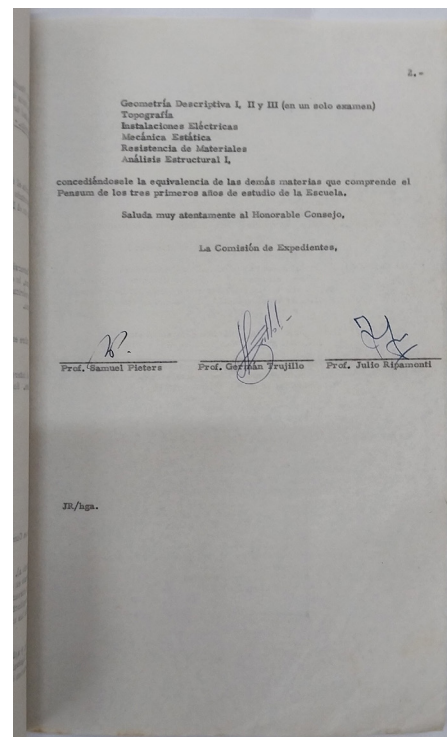 2.-
Geometría Descriptiva I, II y III (en un solo examen)
Topografía
Instalaciones Eléctricas
Mecánica Estática
Resistencia de Materiales
Análisis Estructural I,
concediéndosele la equivalencia de las demás materias que comprende el
Pensum de los tres primeros años de estudio de la Escuela.
Saluda muy atentamente al Honorable Consejo,
La Comisión de Expedientes,
Prof. Samuel Pieters Prof. Germán Trujillo Prof. Julio Ripamonti
JR/hga.